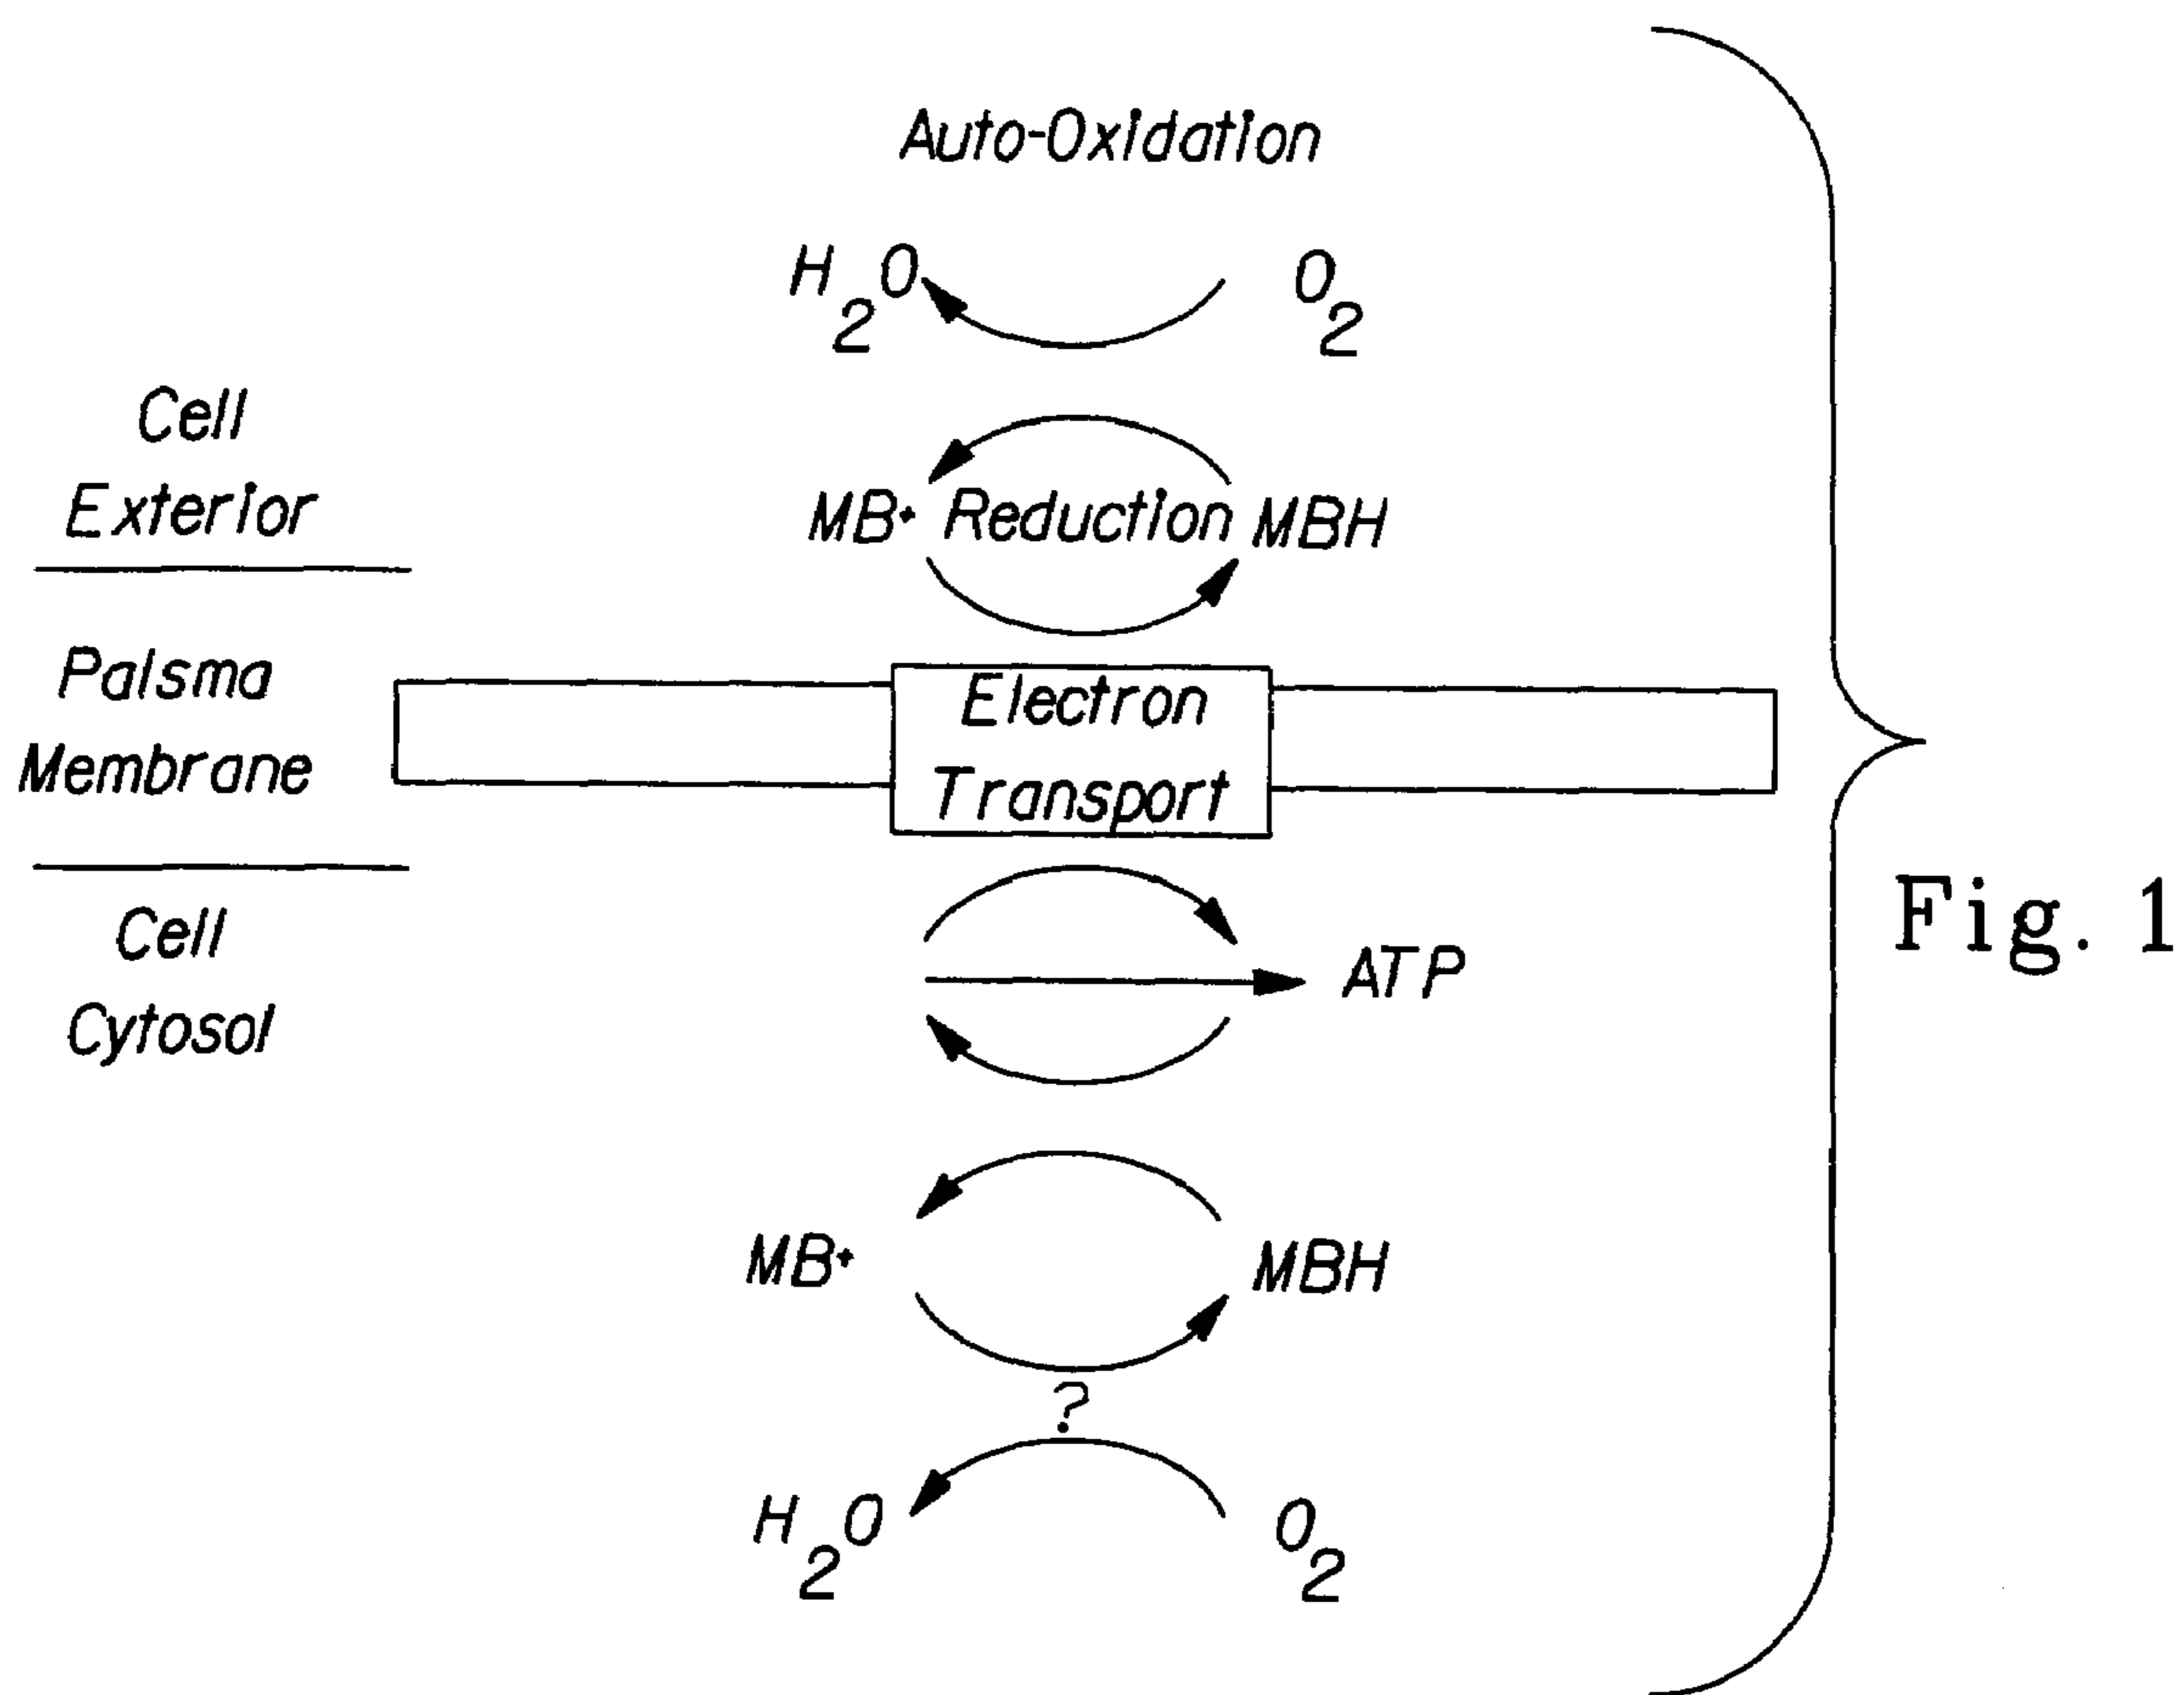 Auto-Oxidation
H2O O2
Cell
Exterior
MB+ Reduction MBH
Palsma
Membrane
Electron
Transport
Cell
Cytosol
ATP
Fig. 1
MB+ MBH
?
H2O O2